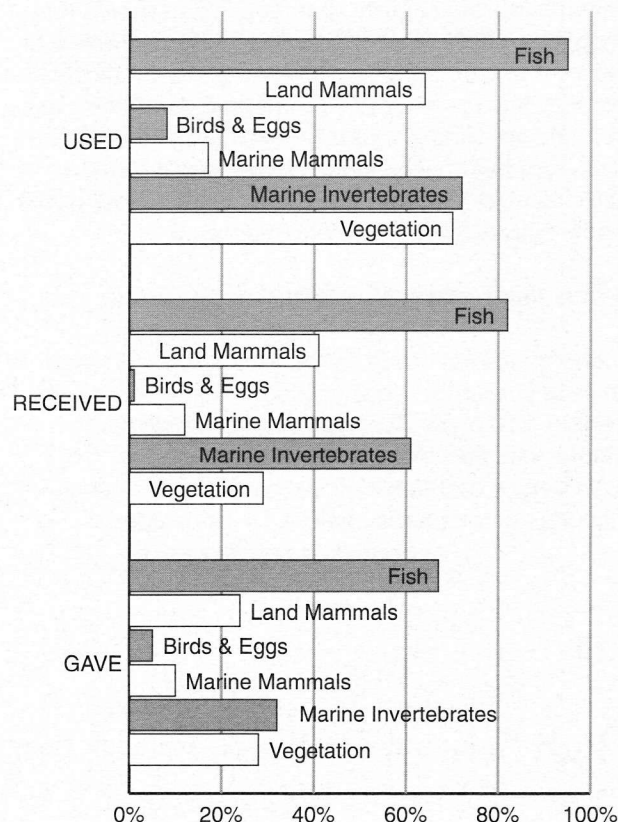 Fish
Land Mammals
Birds & Eggs
USED
Marine Mammals
Marine Invertebrates
Vegetation
Fish
Land Mammals
Birds & Eggs
RECEIVED
Marine Mammals
Marine Invertebrates
Vegetation
Fish
Land Mammals
Birds & Eggs
GAVE
Marine Mammals
Marine Invertebrates
Vegetation
0% 20% 40% 60% 80% 100%